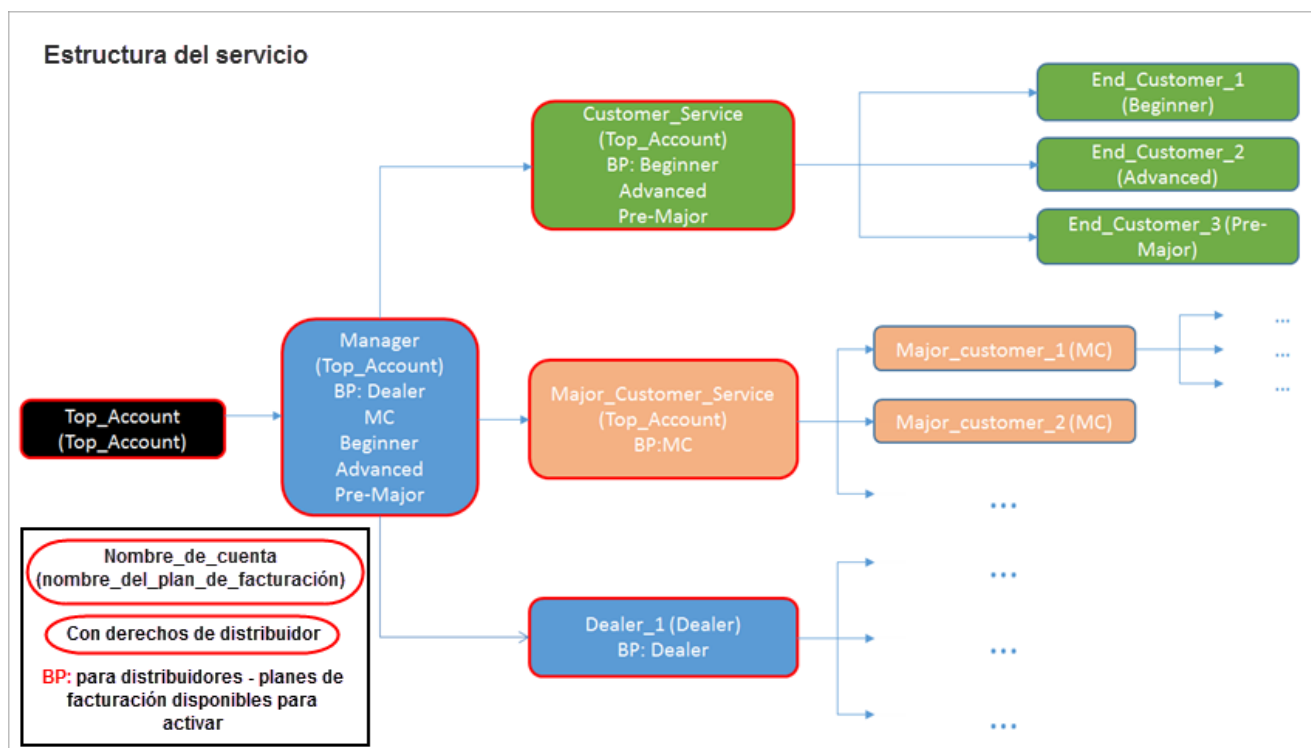 Estructura del servicio
Customer_Service
(Top_Account)
BP: Beginner
Advanced
Pre-Major
End_Customer_1
(Beginner)
End_Customer_2
(Advanced)
End_Customer_3 (Pre-
Major)
Top_Account
(Top_Account)
Manager
(Top_Account)
BP: Dealer
MC
Beginner
Advanced
Pre-Major
Major_Customer_Service
(Top_Account)
BP:MC
Major_customer_1 (MC)
...
...
...
Major_customer_2 (MC)
...
Dealer_1 (Dealer)
BP: Dealer
...
...
...
Nombre_de_cuenta
(nombre_del_plan_de_facturación)
Con derechos de distribuidor
BP: para distribuidores - planes de
facturación disponibles para
activar